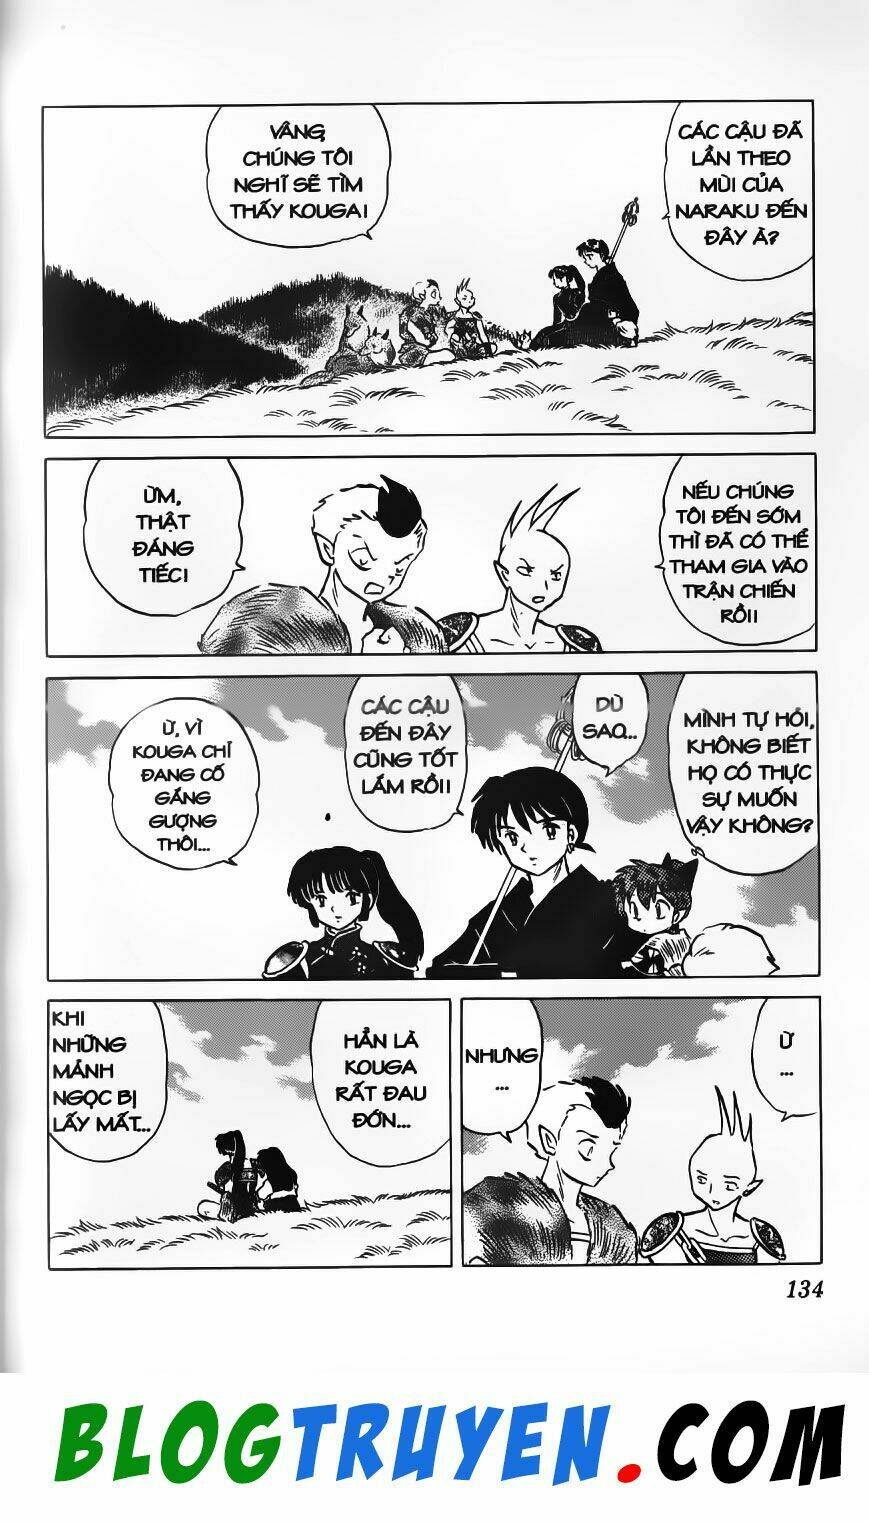 CÁC CẬU ĐÃ
LẦN THEO
MÙI CỦA
NARAKU ĐẾN
ĐÂY À?
VÂNG,
CHÚNG TÔI
NGHĨ SẼ TÌM
THẤY KOUGA!
NẾU CHÚNG
TÔI ĐẾN SỚM
THÌ ĐÃ CÓ THỂ
THAM GIA VÀO
TRẬN CHIẾN
RỒI!
ỪM,
THẬT
ĐÁNG
TIẾC!
MÌNH TỰ HỎI,
KHÔNG BIẾT
HỌ CÓ THỰC
SỰ MUỐN
VẬY KHÔNG?
DÙ
SAO...
CÁC CẬU
ĐẾN ĐÂY
CŨNG TỐT
LẮM RỒI!
Ừ, VÌ
KOUGA CHỈ
ĐANG CỐ
GẮNG
GƯỢNG
THÔI...
Ừ
...
NHƯNG
...
HẲN LÀ
KOUGA
RẤT ĐAU
ĐỚN...
KHI
NHỮNG
MẢNH
NGỌC BỊ
LẤY MẤT...
134
BLOGTRUYEN.COM